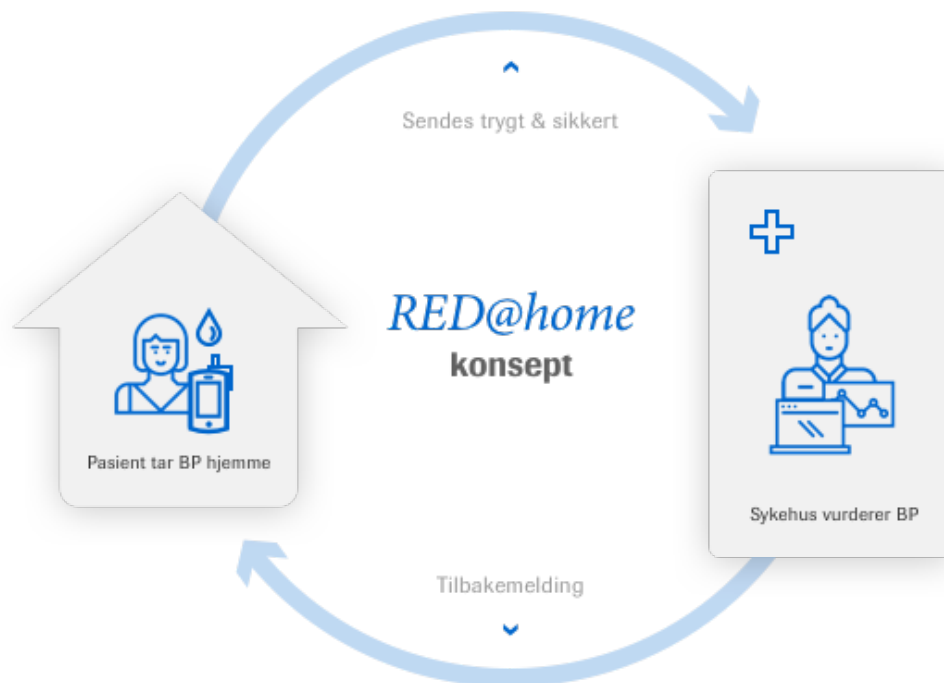 Sendes trygt & sikkert
RED@home
konsept
Pasient tar BP hjemme
Sykehus vurderer BP
Tilbakemelding